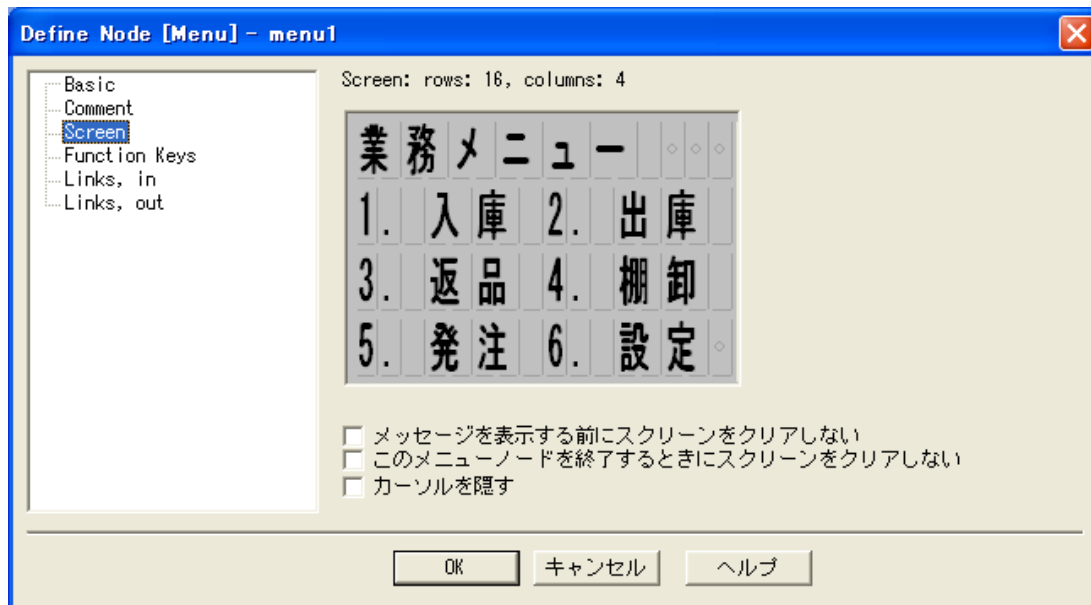 Define Node [Menu] - menu1
Basic
Comment
Screen
Function Keys
Links, in
Links, out
Screen: rows: 16, columns: 4
業務メニュー
1. 入庫 2. 出庫
3. 返品 4. 棚卸
5. 発注 6. 設定
メッセージを表示する前にスクリーンをクリアしない
このメニューノードを終了するときにスクリーンをクリアしない
カーソルを隠す
OK キャンセル ヘルプ